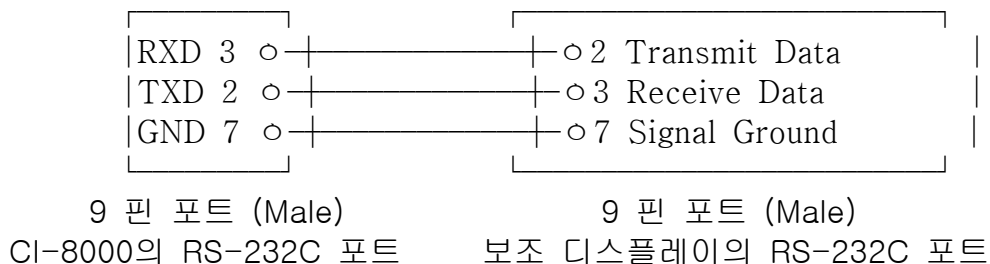 RXD 3 2 Transmit Data
TXD 2 3 Receive Data
GND 7 7 Signal Ground
9 핀 포트 (Male) 9 핀 포트 (Male)
CI-8000의 RS-232C 포트 보조 디스플레이의 RS-232C 포트